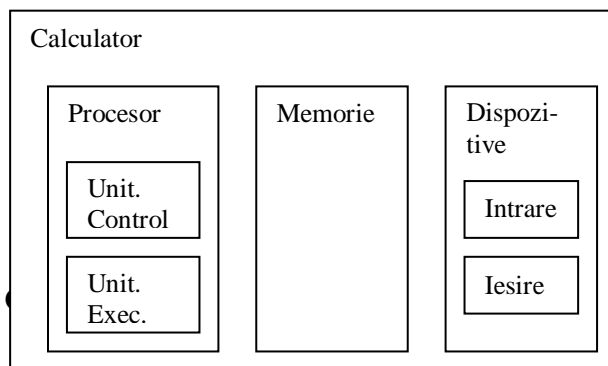 Calculator
Procesor
Unit.
Control
Unit.
Exec.
Memorie
Dispozi-
tive
Intrare
Iesire